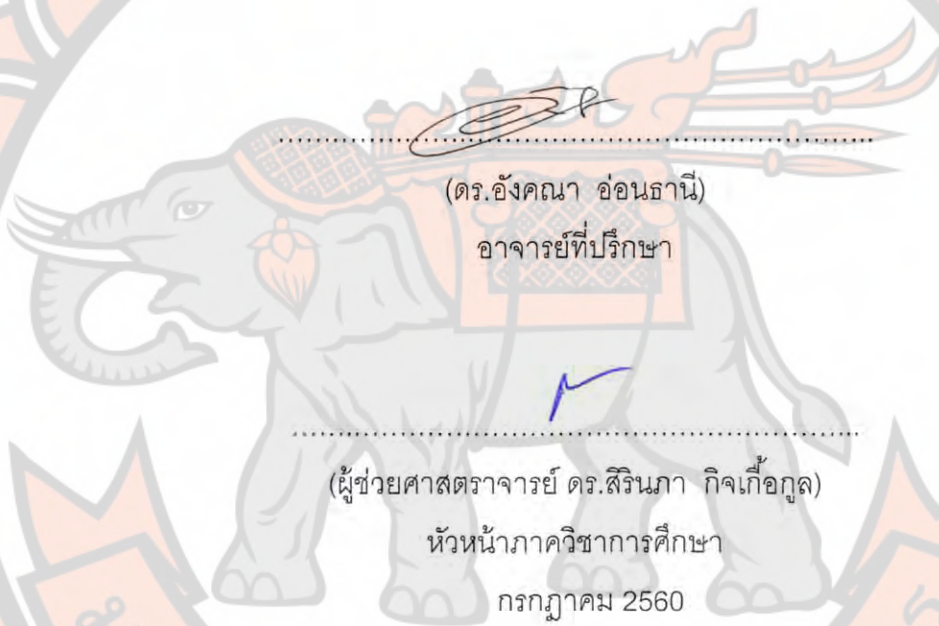 (ดร.อังคณา อ่อนธานี)
อาจารย์ที่ปรึกษา
(ผู้ช่วยศาสตราจารย์ ดร.สิรินภา กิจเกื้อกูล)
หัวหน้าภาควิชาการศึกษา
กรกฎาคม 2560